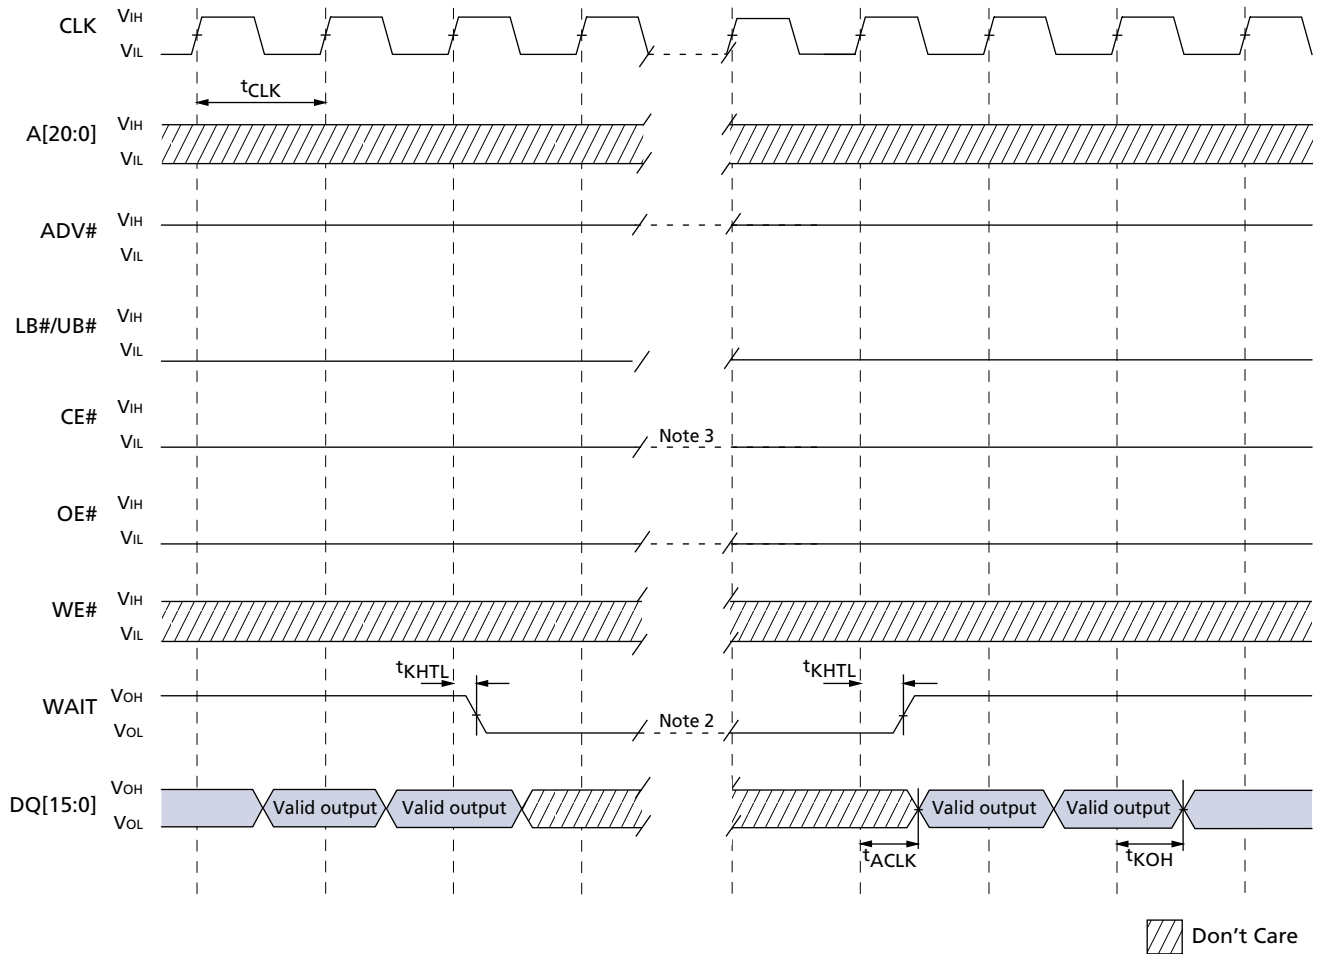 CLK
VIH
VIL
tCLK
A[20:0]
VIH
VIL
ADV#
VIH
VIL
LB#/UB#
VIH
VIL
CE#
VIH
VIL
Note 3
OE#
VIH
VIL
WE#
VIH
VIL
tKHTL
tKHTL
WAIT
VOH
VOL
Note 2
DQ[15:0]
VOH
VOL
Valid output
Valid output
Valid output
Valid output
tACLK
tKOH
Don't Care